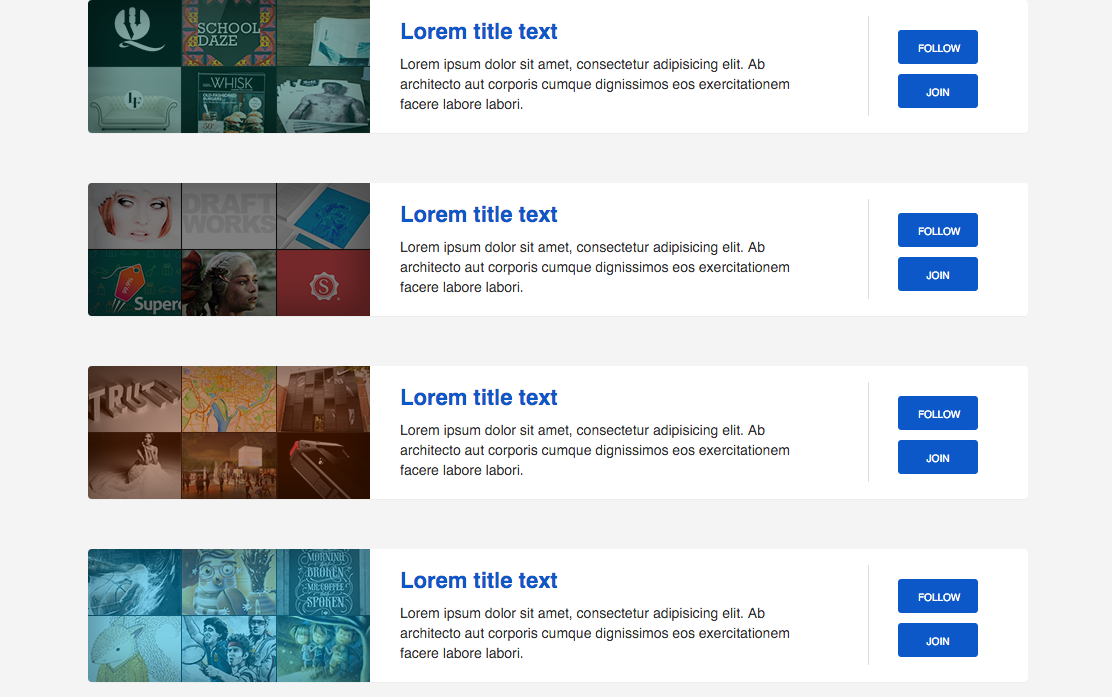 SCHOOL
DAZE
LF
WHISK
Lorem title text
Lorem ipsum dolor sit amet, consectetur adipisicing elit. Ab
architecto aut corporis cumque dignissimos eos exercitationem
facere labore labori.
FOLLOW
JOIN
DRAFT
WORKS
Superc
S
Lorem title text
Lorem ipsum dolor sit amet, consectetur adipisicing elit. Ab
architecto aut corporis cumque dignissimos eos exercitationem
facere labore labori.
FOLLOW
JOIN
TRUTH
Lorem title text
Lorem ipsum dolor sit amet, consectetur adipisicing elit. Ab
architecto aut corporis cumque dignissimos eos exercitationem
facere labore labori.
FOLLOW
JOIN
MORNING
BROKEN
MR. COFFEE
SPOKEN
Lorem title text
Lorem ipsum dolor sit amet, consectetur adipisicing elit. Ab
architecto aut corporis cumque dignissimos eos exercitationem
facere labore labori.
FOLLOW
JOIN